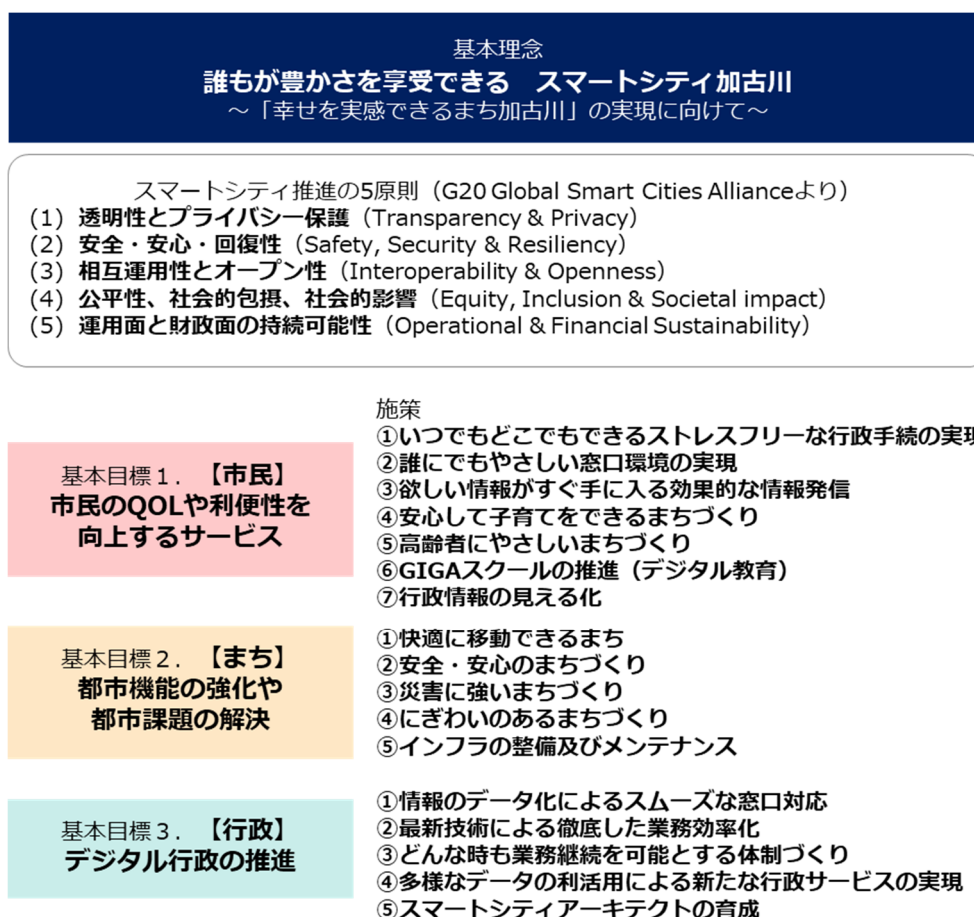 基本理念
誰もが豊かさを享受できる　スマートシティ加古川
～「幸せを実感できるまち加古川」の実現に向けて～
スマートシティ推進の5原則（G20 Global Smart Cities Allianceより）
(1) 透明性とプライバシー保護（Transparency & Privacy）
(2) 安全・安心・回復性（Safety, Security & Resiliency）
(3) 相互運用性とオープン性（Interoperability & Openness）
(4) 公平性、社会的包摂、社会的影響（Equity, Inclusion & Societal impact）
(5) 運用面と財政面の持続可能性（Operational & Financial Sustainability）
基本目標１．【市民】
市民のQOLや利便性を
向上するサービス
施策
①いつでもどこでもできるストレスフリーな行政手続の実現
②誰にでもやさしい窓口環境の実現
③欲しい情報がすぐ手に入る効果的な情報発信
④安心して子育てをできるまちづくり
⑤高齢者にやさしいまちづくり
⑥GIGAスクールの推進（デジタル教育）
⑦行政情報の見える化
基本目標２．【まち】
都市機能の強化や
都市課題の解決
①快適に移動できるまち
②安全・安心のまちづくり
③災害に強いまちづくり
④にぎわいのあるまちづくり
⑤インフラの整備及びメンテナンス
基本目標３．【行政】
デジタル行政の推進
①情報のデータ化によるスムーズな窓口対応
②最新技術による徹底した業務効率化
③どんな時も業務継続を可能とする体制づくり
④多様なデータの利活用による新たな行政サービスの実現
⑤スマートシティアーキテクトの育成